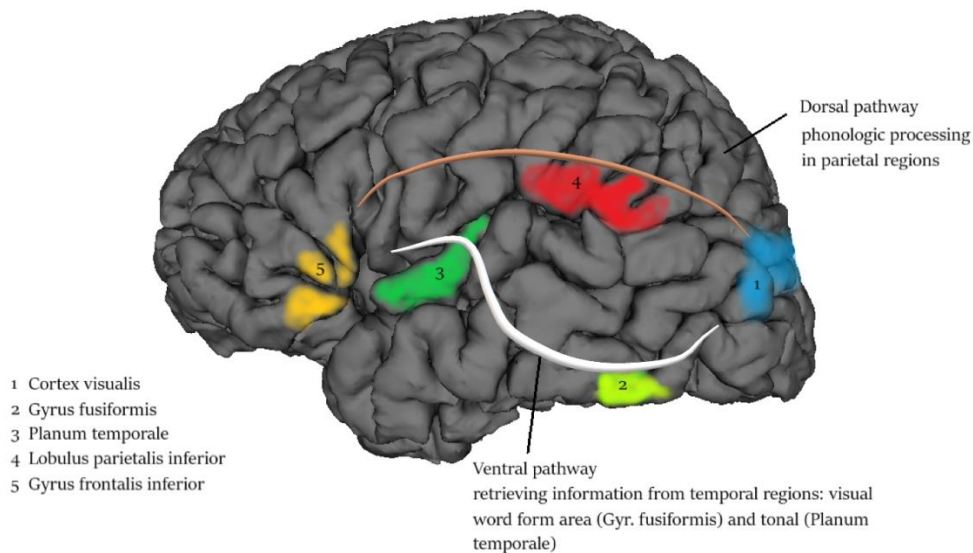 Dorsal pathway
phonologic processing
in parietal regions
4
5
3
1
2
1 Cortex visualis
2 Gyrus fusiformis
3 Planum temporale
4 Lobulus parietalis inferior
5 Gyrus frontalis inferior
Ventral pathway
retrieving information from temporal regions: visual
word form area (Gyr. fusiformis) and tonal (Planum
temporale)